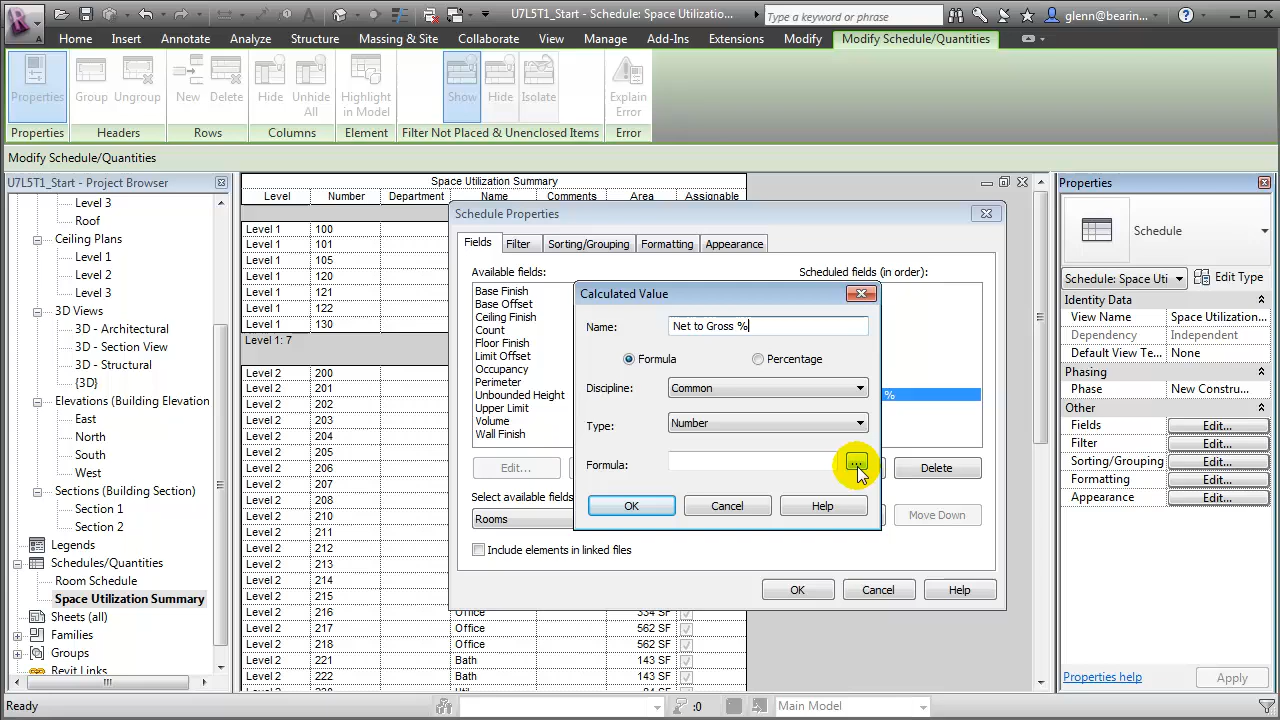 U7L5T1_Start - Schedule: Space Utilization...
Type a keyword or phrase
glenn@bearin...
Home Insert Annotate Analyze Structure Massing & Site Collaborate View Manage Add-Ins Extensions Modify Modify Schedule/Quantities
Properties Group Ungroup New Delete Hide Unhide All Highlight in Model Show Hide Isolate Explain Error
Properties Headers Rows Columns Element Filter Not Placed & Unenclosed Items Error
Modify Schedule/Quantities
U7L5T1_Start - Project Browser
Level 3
Roof
Ceiling Plans
Level 1
Level 2
Level 3
3D Views
3D - Architectural
3D - Section View
3D - Structural
{3D}
Elevations (Building Elevation
East
North
South
West
Sections (Building Section)
Section 1
Section 2
Legends
Schedules/Quantities
Room Schedule
Space Utilization Summary
Sheets (all)
Families
Groups
Revit Links
Space Utilization Summary
Level Number Department Name Comments Area Assignable
Level 1 100
Level 1 101
Level 1 105
Level 1 120
Level 1 121
Level 1 122
Level 1 130
Level 1: 7
Level 2 200
Level 2 201
Level 2 202
Level 2 203
Level 2 204
Level 2 206
Level 2 207
Level 2 208
Level 2 209
Level 2 210
Level 2 211
Level 2 212
Level 2 213
Level 2 214
Level 2 215
Level 2 216 Office 334 SF
Level 2 217 Office 562 SF
Level 2 218 Office 562 SF
Level 2 221 Bath 143 SF
Level 2 222 Bath 143 SF
Schedule Properties
Fields Filter Sorting/Grouping Formatting Appearance
Available fields:
Scheduled fields (in order):
Base Finish
Base Offset
Ceiling Finish
Count
Floor Finish
Limit Offset
Occupancy
Perimeter
Unbounded Height
Upper Limit
Volume
Wall Finish
%
Edit...
Delete
Select available fields
Rooms
Move Down
Include elements in linked files
OK Cancel Help
Calculated Value
Name: Net to Gross %
Formula Percentage
Discipline: Common
Type: Number
Formula: ...
OK Cancel Help
Properties
Schedule
Schedule: Space Uti Edit Type
Identity Data
View Name Space Utilization...
Dependency Independent
Default View Te... None
Phasing
Phase New Constru...
Other
Fields Edit...
Filter Edit...
Sorting/Grouping Edit...
Formatting Edit...
Appearance Edit...
Properties help
Apply
Ready
:0
Main Model